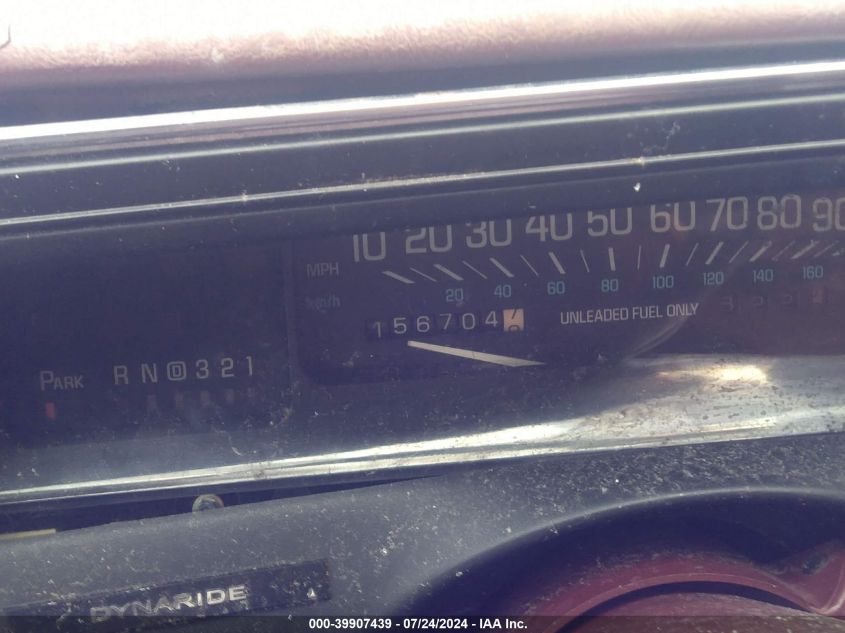 10 20 30 40 50 60 70 80 90
MPH
20 40 60 80 100 120 140 160
km/h
156704
UNLEADED FUEL ONLY
PARK R N D 3 2 1
DYNARIDE
000-39907439 - 07/24/2024 - IAA Inc.